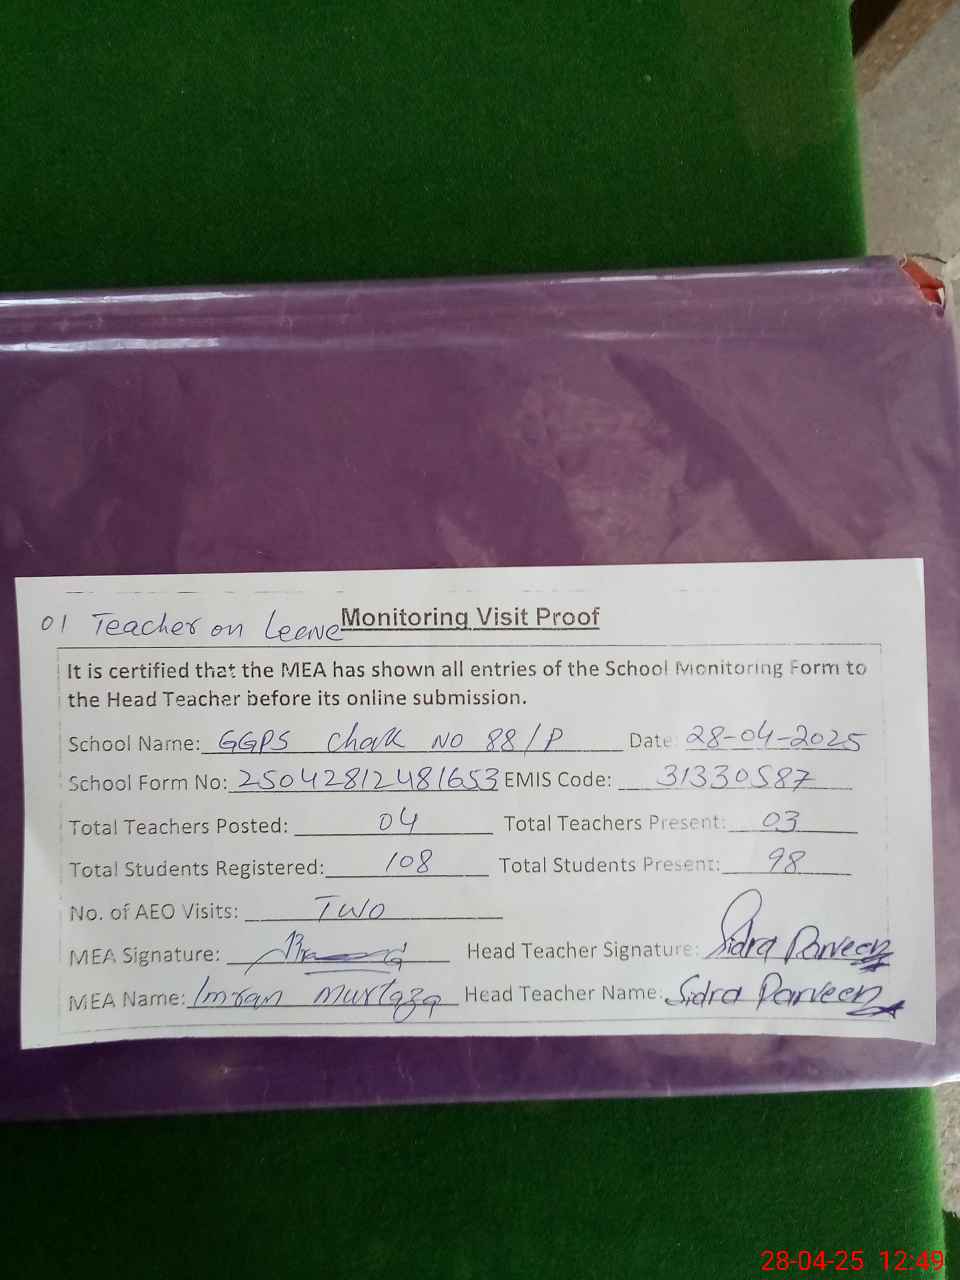 01 Teacher on Leave Monitoring Visit Proof
It is certified that the MEA has shown all entries of the School Monitoring Form to
the Head Teacher before its online submission.
School Name: GGPS Chak NO 88/P Date: 28-04-2025
School Form No: 25042812481653 EMIS Code: 31330587
Total Teachers Posted: 04 Total Teachers Present: 03
Total Students Registered: 108 Total Students Present: 98
No. of AEO Visits: Two
MEA Signature: Head Teacher Signature: Sidra Parveen
MEA Name: Imran Murtaza Head Teacher Name: Sidra Parveen
28-04-25 12:49